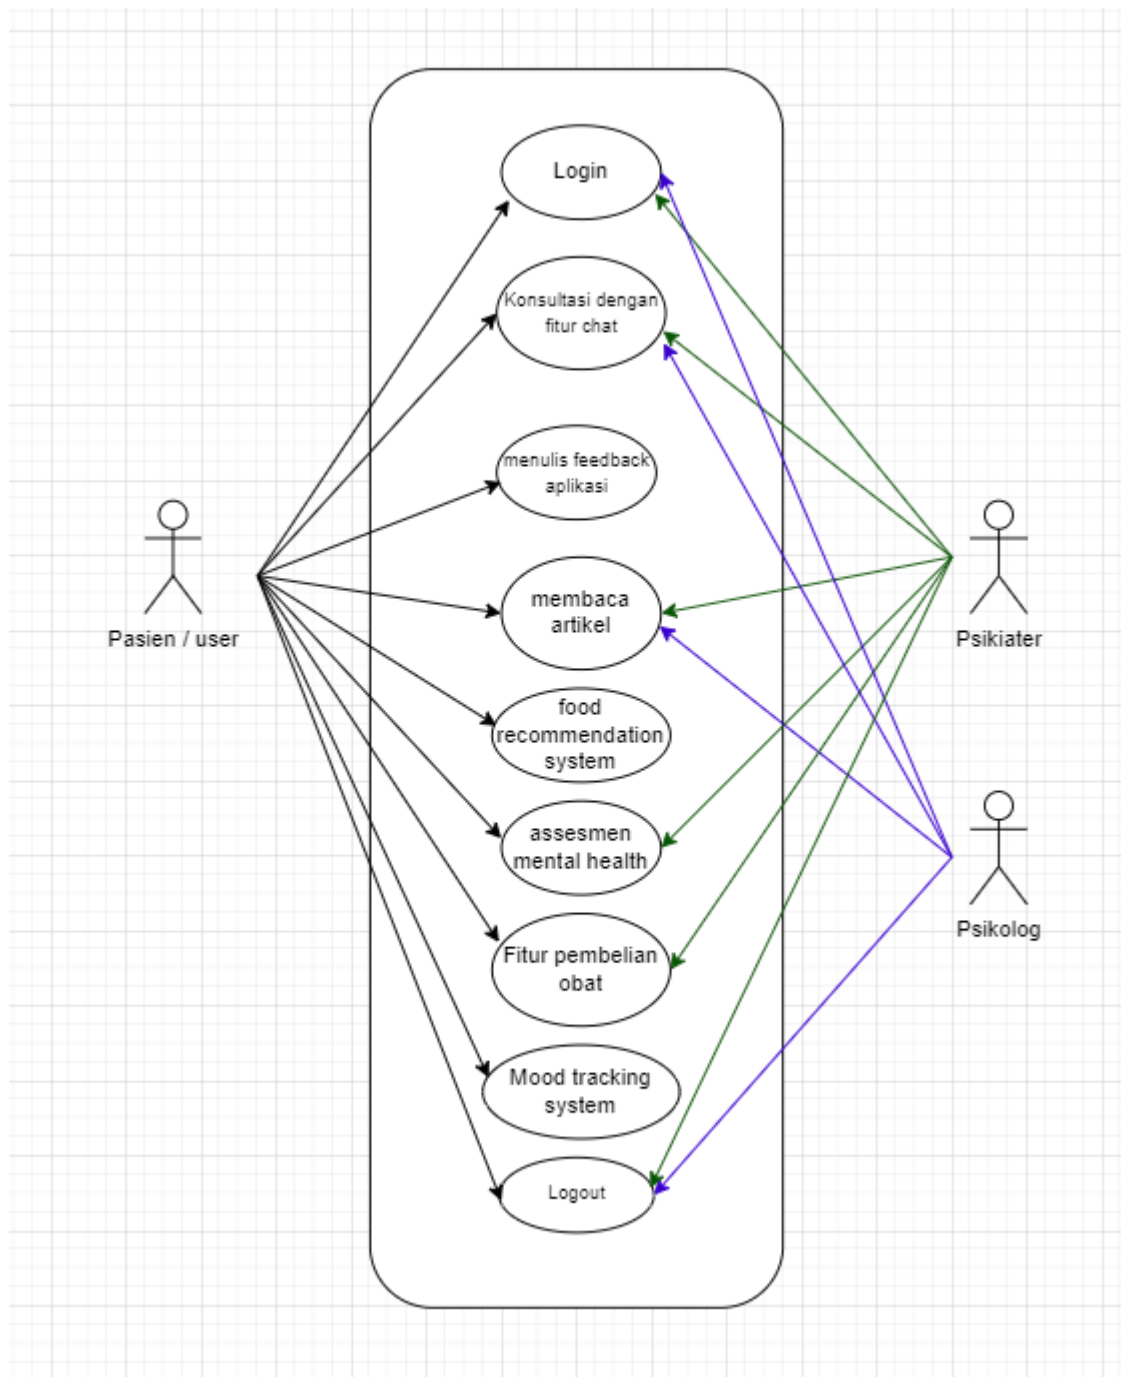 Login
Konsultasi dengan
fitur chat
menulis feedback
aplikasi
membaca
artikel
food
recommendation
system
assesmen
mental health
Fitur pembelian
obat
Mood tracking
system
Logout
Pasien / user
Psikiater
Psikolog